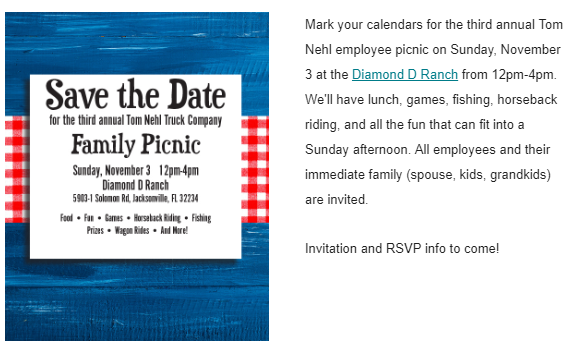 Save the Date
for the third annual Tom Nehl Truck Company
Family Picnic
Sunday, November 3 12pm-4pm
Diamond D Ranch
5903-1 Solomon Rd, Jacksonville, FL 32234
Food • Fun • Games • Horseback Riding • Fishing
Prizes • Wagon Rides • And More!
Mark your calendars for the third annual Tom
Nehl employee picnic on Sunday, November
3 at the Diamond D Ranch from 12pm-4pm.
We'll have lunch, games, fishing, horseback
riding, and all the fun that can fit into a
Sunday afternoon. All employees and their
immediate family (spouse, kids, grandkids)
are invited.
Invitation and RSVP info to come!